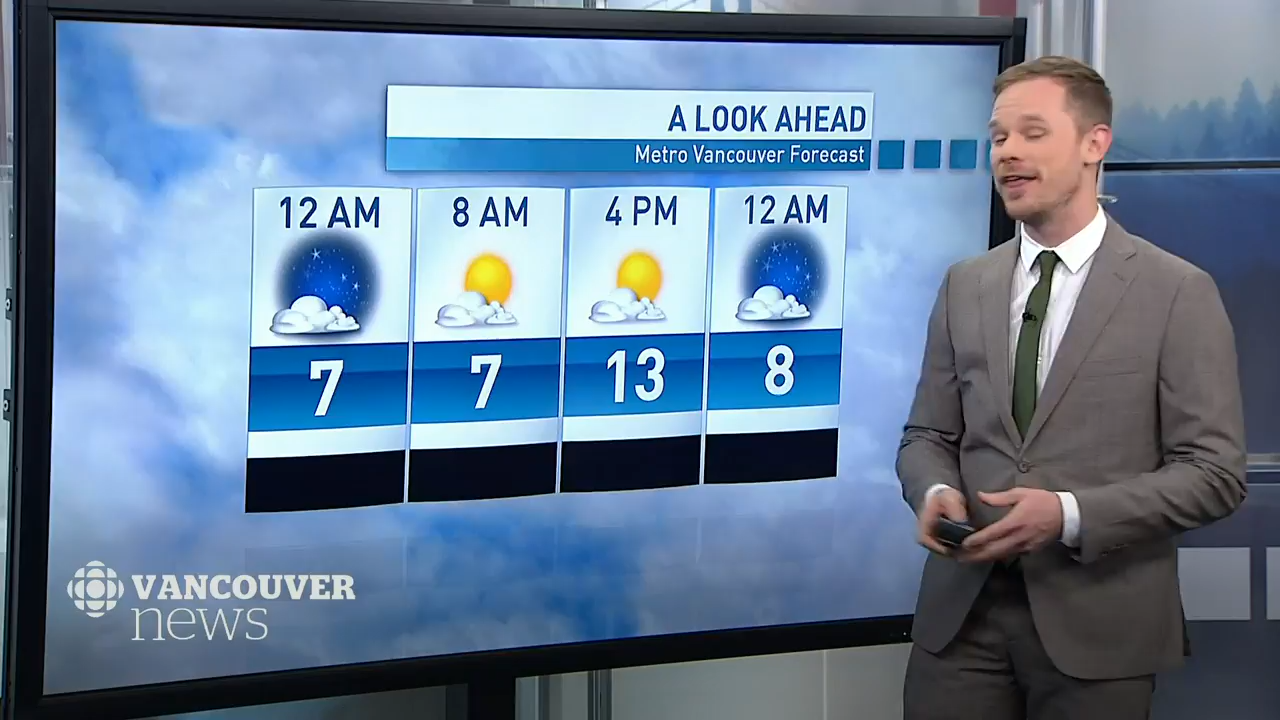 A LOOK AHEAD
Metro Vancouver Forecast
12 AM 8 AM 4 PM 12 AM
7 7 13 8
VANCOUVER
news